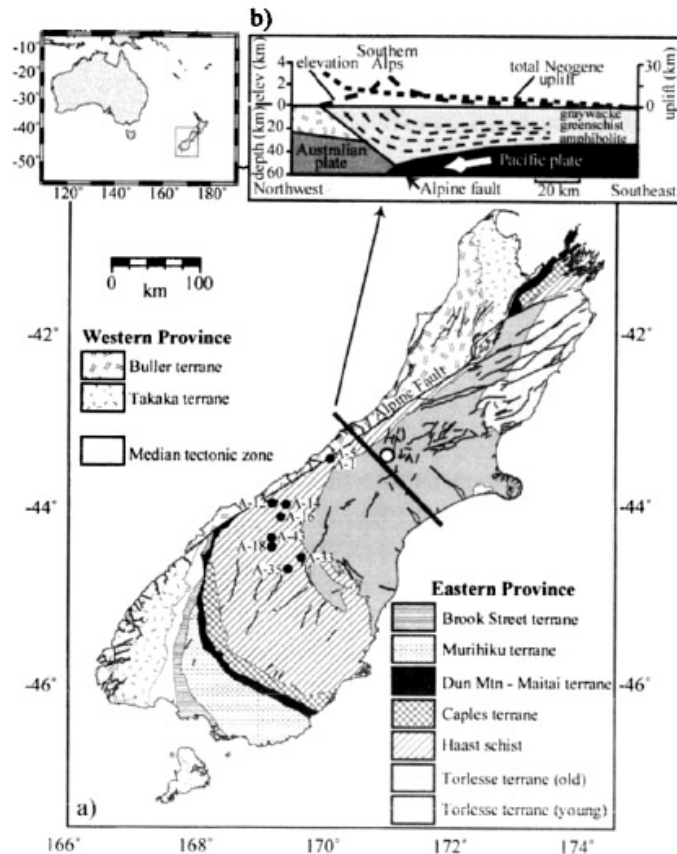 b)
-10°
-20°
-30°
-40°
-50°
120° 140° 160° 180°
elevation
Southern
Alps
total Neogene
uplift
elev (km)
depth (km)
uplift (km)
4
2
0
20
40
60
30
0
graywacke
greenschist
amphibolite
Australian
plate
Pacific plate
Northwest
Alpine fault
20 km
Southeast
0 100
km
Western Province
Buller terrane
Takaka terrane
Median tectonic zone
Alpine Fault
A-5
A-1
A-12
A-14
A-16
A-43
A-18
A-33
A-35
Eastern Province
Brook Street terrane
Murihiku terrane
Dun Mtn - Maitai terrane
Caples terrane
Haast schist
Torlesse terrane (old)
Torlesse terrane (young)
-42°
-44°
-46°
-42°
-44°
-46°
a)
166° 168° 170° 172° 174°